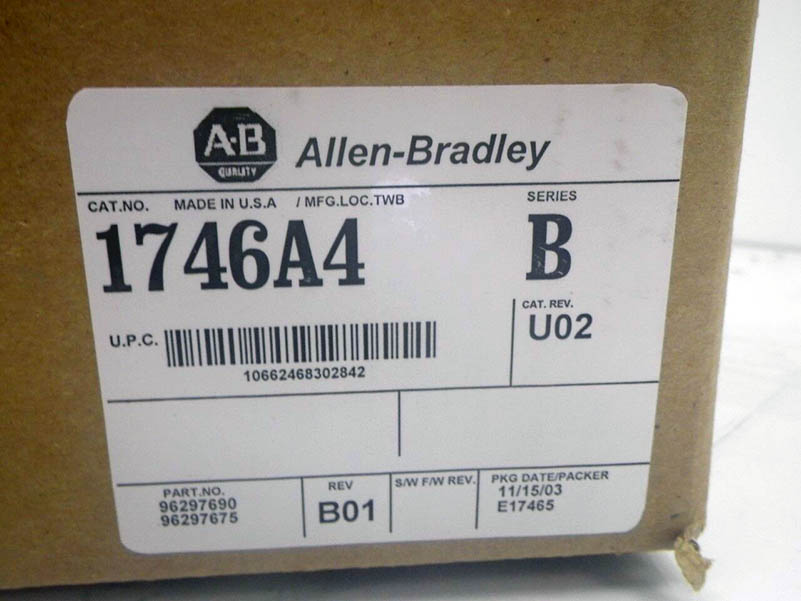 A-B
QUALITY
Allen-Bradley
CAT.NO. MADE IN U.S.A / MFG.LOC.TWB SERIES
1746A4 B
CAT. REV.
U02
U.P.C.
10662468302842
PART.NO. REV S/W F/W REV. PKG DATE/PACKER
96297690 B01 11/15/03
96297675 E17465